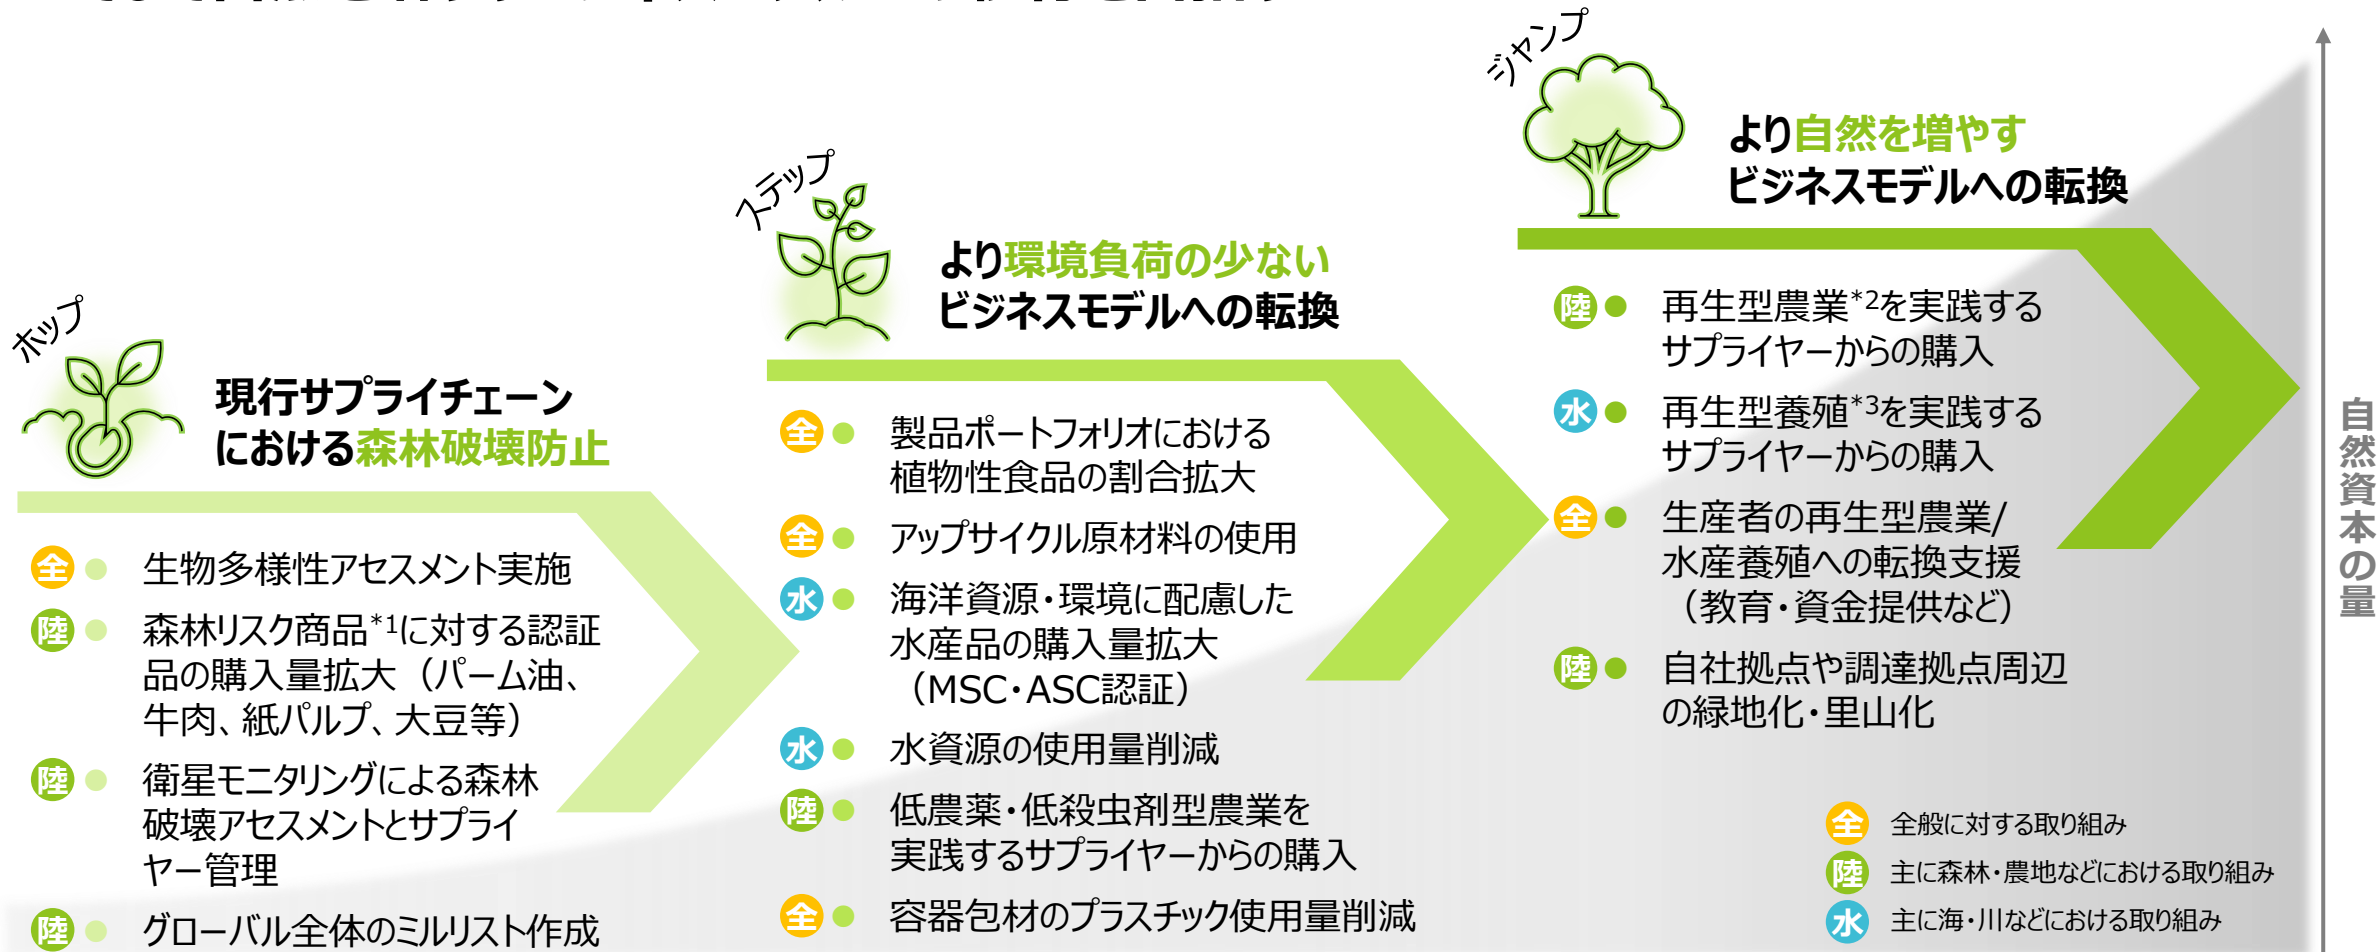 ホップ
現行サプライチェーン
における森林破壊防止
全 ● 生物多様性アセスメント実施
陸 ● 森林リスク商品*1に対する認証
品の購入量拡大（パーム油、
牛肉、紙パルプ、大豆等）
陸 ● 衛星モニタリングによる森林
破壊アセスメントとサプライ
ヤー管理
陸 ● グローバル全体のミルリスト作成
ステップ
より環境負荷の少ない
ビジネスモデルへの転換
全 ● 製品ポートフォリオにおける
植物性食品の割合拡大
全 ● アップサイクル原材料の使用
水 ● 海洋資源・環境に配慮した
水産品の購入量拡大
（MSC・ASC認証）
水 ● 水資源の使用量削減
陸 ● 低農薬・低殺虫剤型農業を
実践するサプライヤーからの購入
全 ● 容器包材のプラスチック使用量削減
ジャンプ
より自然を増やす
ビジネスモデルへの転換
陸 ● 再生型農業*2を実践する
サプライヤーからの購入
水 ● 再生型養殖*3を実践する
サプライヤーからの購入
全 ● 生産者の再生型農業/
水産養殖への転換支援
（教育・資金提供など）
陸 ● 自社拠点や調達拠点周辺
の緑地化・里山化
全 全般に対する取り組み
陸 主に森林・農地などにおける取り組み
水 主に海・川などにおける取り組み
自然資本の量